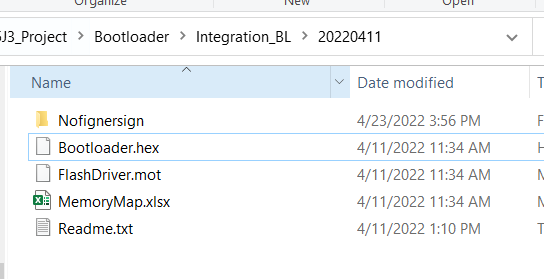 Organize New Open
5J3_Project > Bootloader > Integration_BL > 20220411
Name Date modified T
Nofignersign 4/23/2022 3:56 PM F
Bootloader.hex 4/11/2022 11:34 AM H
FlashDriver.mot 4/11/2022 11:34 AM M
MemoryMap.xlsx 4/11/2022 11:34 AM M
Readme.txt 4/11/2022 1:10 PM T